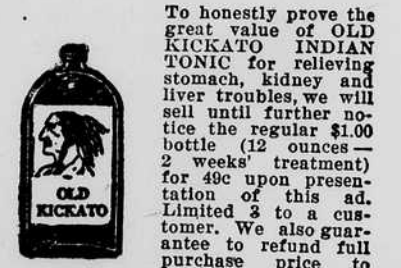 To honestly prove the
great value of OLD
KICKATO INDIAN
TONIC for relieving
stomach, kidney and
liver troubles, we will
sell until further no-
tice the regular $1.00
bottle (12 ounces —
2 weeks' treatment)
for 49c upon presen-
tation of this ad.
Limited 3 to a cus-
tomer. We also guar-
antee to refund full
purchase price to
OLD
KICKATO